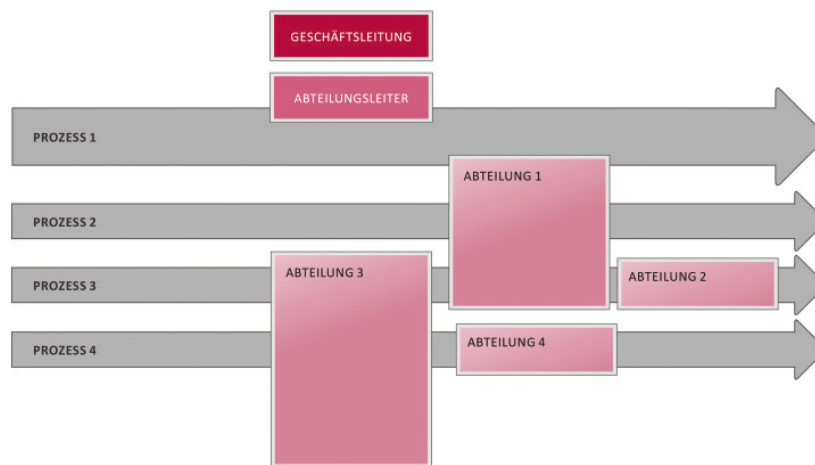 GESCHÄFTSLEITUNG
ABTEILUNGSLEITER
PROZESS 1
ABTEILUNG 1
PROZESS 2
ABTEILUNG 3
ABTEILUNG 2
PROZESS 3
ABTEILUNG 4
PROZESS 4